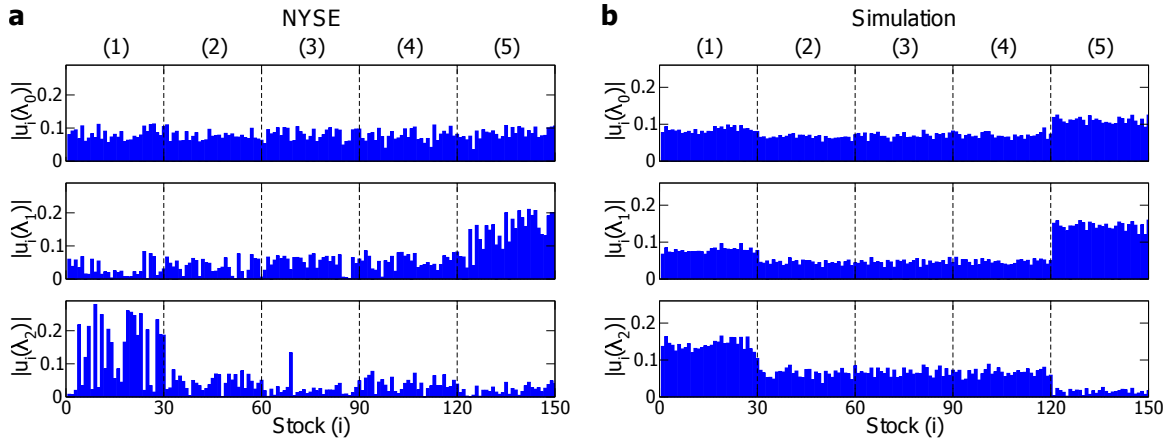 a
NYSE
(1) (2) (3) (4) (5)
|u_i(λ_0)|
0.2
0.1
0
|u_i(λ_1)|
0.2
0.1
0
|u_i(λ_2)|
0.2
0.1
0
0 30 60 90 120 150
Stock (i)
b
Simulation
(1) (2) (3) (4) (5)
|u_i(λ_0)|
0.2
0.1
0
|u_i(λ_1)|
0.2
0.1
0
|u_i(λ_2)|
0.2
0.1
0
0 30 60 90 120 150
Stock (i)